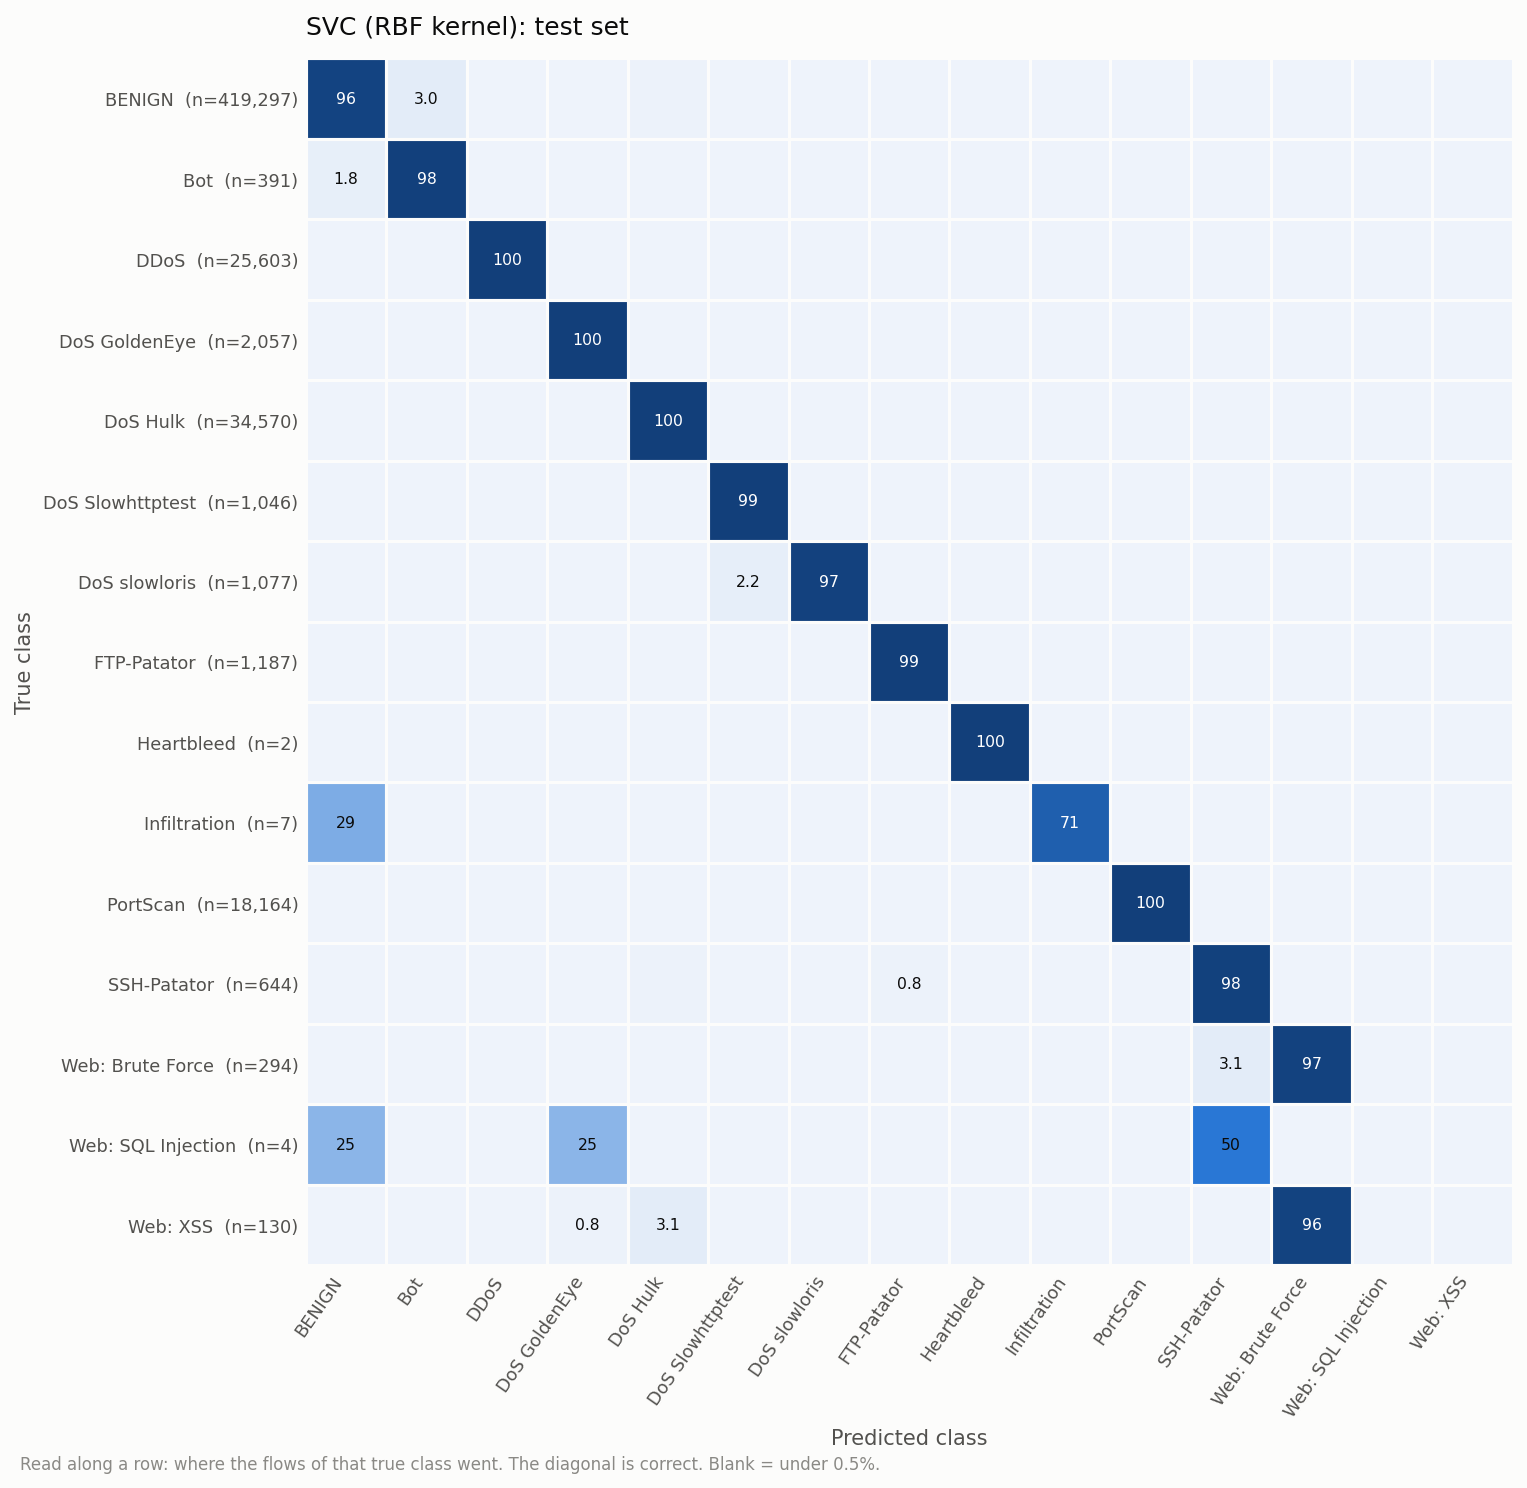 SVC (RBF kernel): test set
True class
BENIGN (n=419,297) 96 3.0
Bot (n=391) 1.8 98
DDoS (n=25,603) 100
DoS GoldenEye (n=2,057) 100
DoS Hulk (n=34,570) 100
DoS Slowhttptest (n=1,046) 99
DoS slowloris (n=1,077) 2.2 97
FTP-Patator (n=1,187) 99
Heartbleed (n=2) 100
Infiltration (n=7) 29 71
PortScan (n=18,164) 100
SSH-Patator (n=644) 0.8 98
Web: Brute Force (n=294) 3.1 97
Web: SQL Injection (n=4) 25 25 50
Web: XSS (n=130) 0.8 3.1 96
BENIGN
Bot
DDoS
DoS GoldenEye
DoS Hulk
DoS Slowhttptest
DoS slowloris
FTP-Patator
Heartbleed
Infiltration
PortScan
SSH-Patator
Web: Brute Force
Web: SQL Injection
Web: XSS
Predicted class
Read along a row: where the flows of that true class went. The diagonal is correct. Blank = under 0.5%.